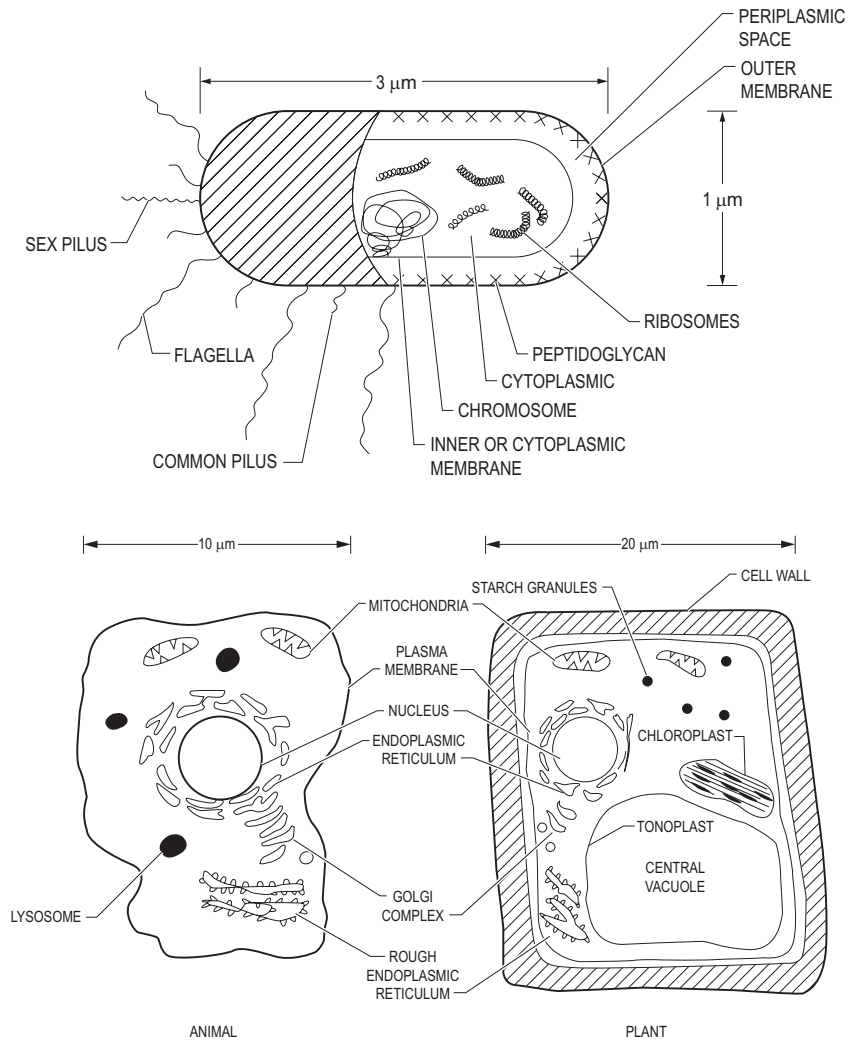 PERIPLASMIC
SPACE
3 μm
OUTER
MEMBRANE
1 μm
SEX PILUS
RIBOSOMES
FLAGELLA
PEPTIDOGLYCAN
CYTOPLASMIC
CHROMOSOME
INNER OR CYTOPLASMIC
MEMBRANE
COMMON PILUS
10 μm
20 μm
CELL WALL
STARCH GRANULES
MITOCHONDRIA
PLASMA
MEMBRANE
NUCLEUS
CHLOROPLAST
ENDOPLASMIC
RETICULUM
TONOPLAST
CENTRAL
VACUOLE
GOLGI
COMPLEX
LYSOSOME
ROUGH
ENDOPLASMIC
RETICULUM
ANIMAL
PLANT